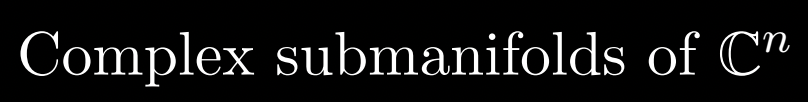 Complex submanifolds of ℂⁿ